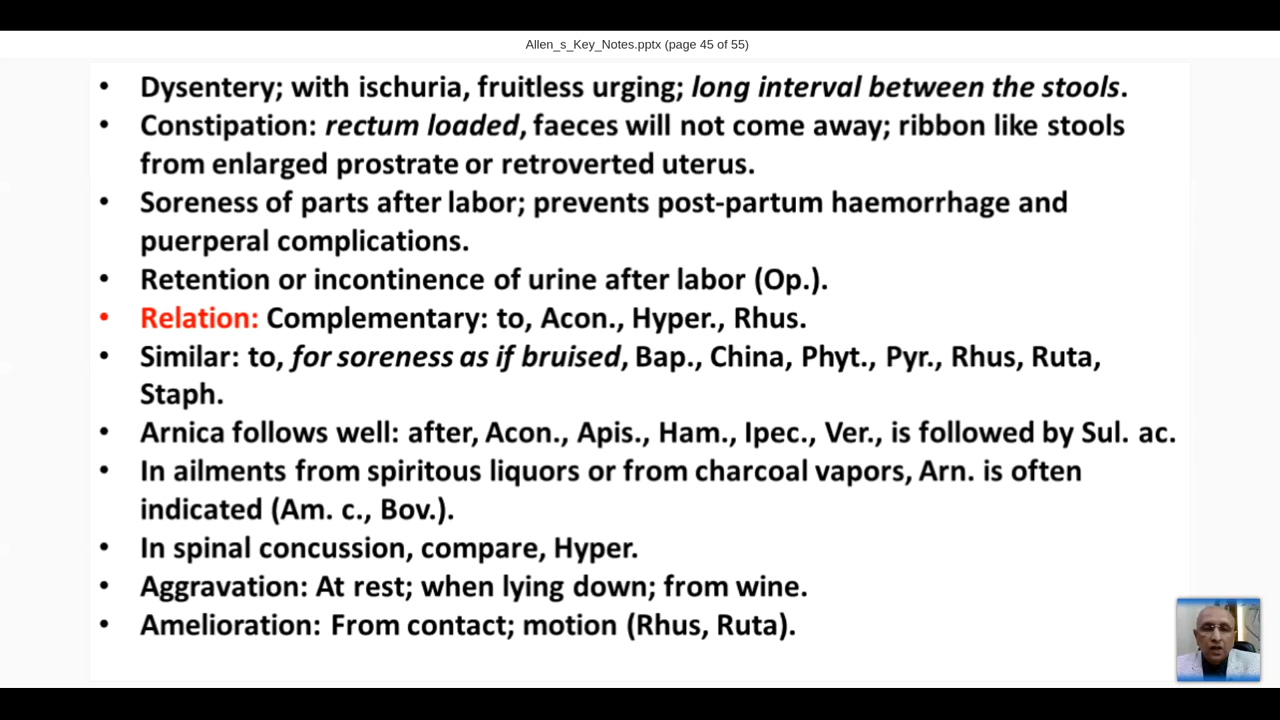 Allen_s_Key_Notes.pptx (page 45 of 55)
• Dysentery; with ischuria, fruitless urging; long interval between the stools.
• Constipation: rectum loaded, faeces will not come away; ribbon like stools
from enlarged prostrate or retroverted uterus.
• Soreness of parts after labor; prevents post-partum haemorrhage and
puerperal complications.
• Retention or incontinence of urine after labor (Op.).
• Relation: Complementary: to, Acon., Hyper., Rhus.
• Similar: to, for soreness as if bruised, Bap., China, Phyt., Pyr., Rhus, Ruta,
Staph.
• Arnica follows well: after, Acon., Apis., Ham., Ipec., Ver., is followed by Sul. ac.
• In ailments from spiritous liquors or from charcoal vapors, Arn. is often
indicated (Am. c., Bov.).
• In spinal concussion, compare, Hyper.
• Aggravation: At rest; when lying down; from wine.
• Amelioration: From contact; motion (Rhus, Ruta).